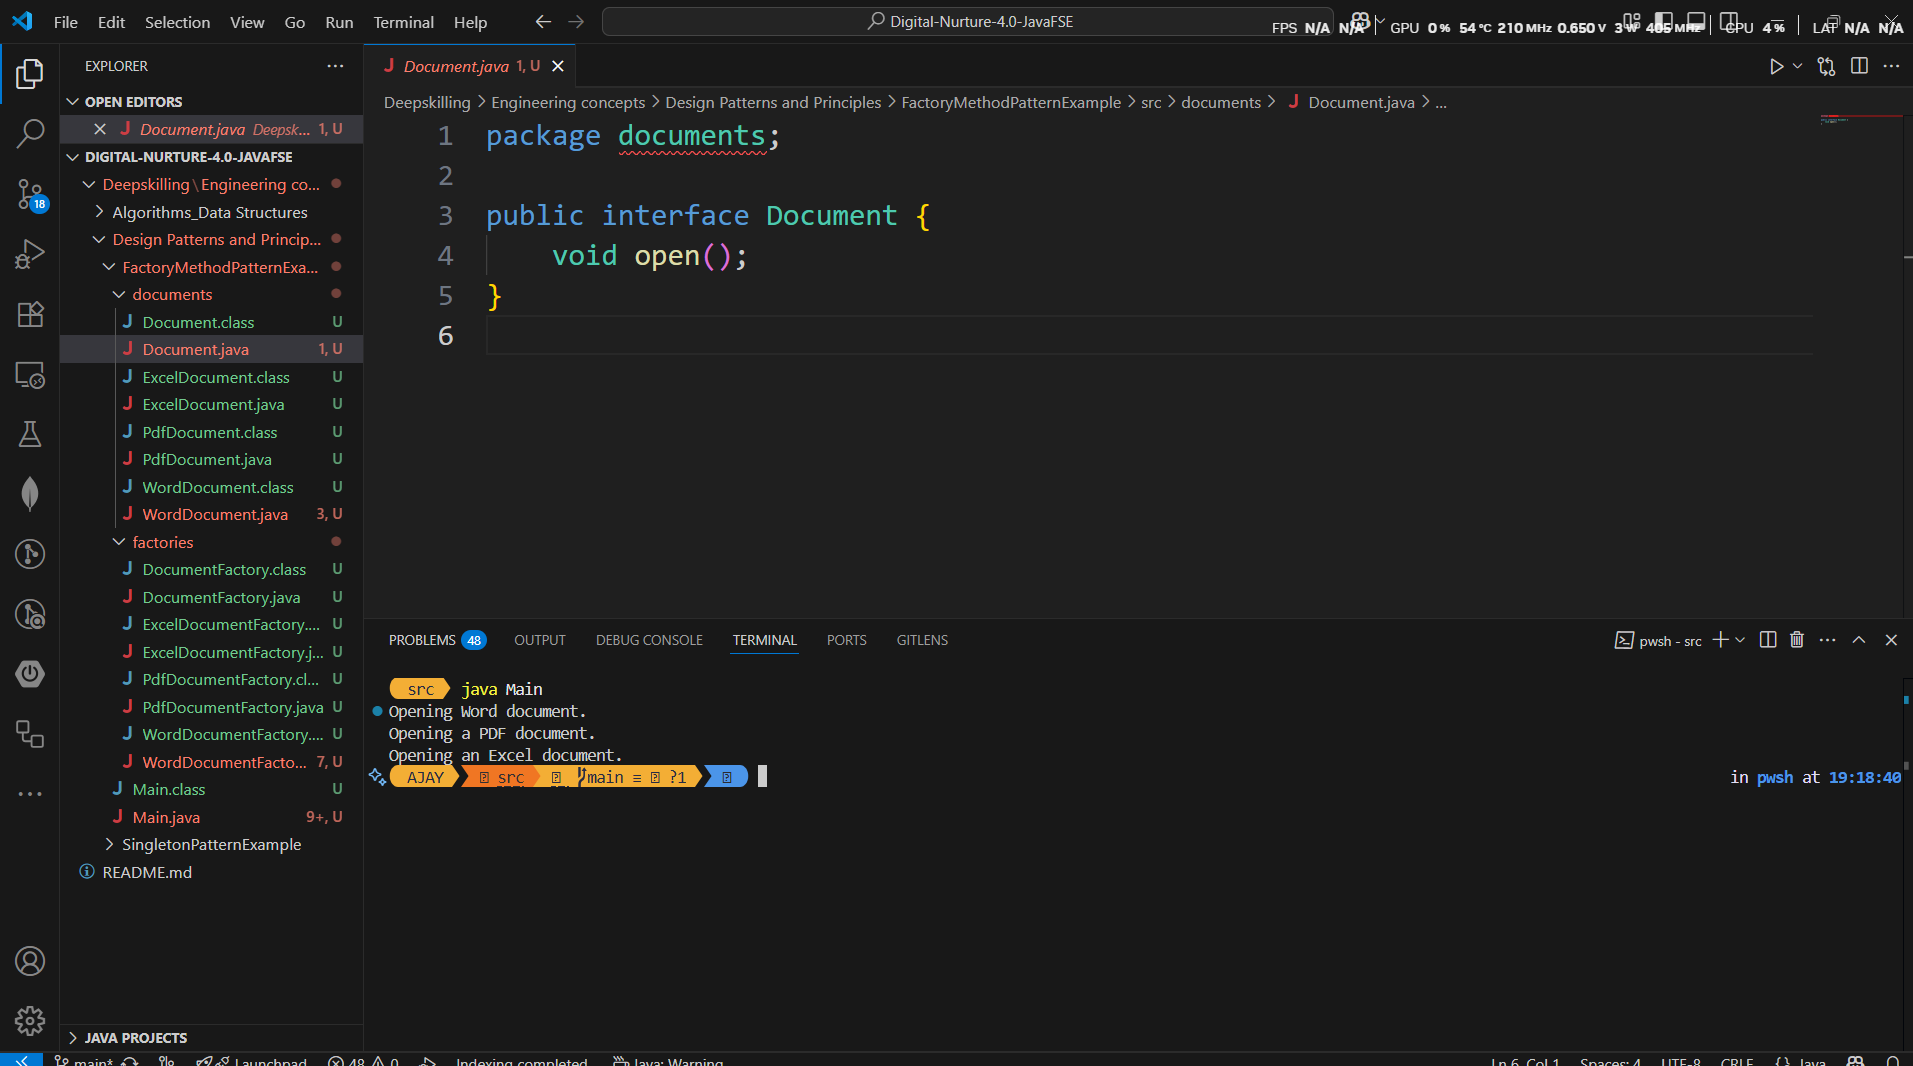 File Edit Selection View Go Run Terminal Help
Digital-Nurture-4.0-JavaFSE
FPS N/A N/A GPU 0% 54°C 210 MHz 0.650 V 3 W 405 MHz CPU 4% LAT N/A N/A
EXPLORER
Document.java 1, U
OPEN EDITORS
Document.java Deepsk... 1, U
Deepskilling > Engineering concepts > Design Patterns and Principles > FactoryMethodPatternExample > src > documents > Document.java > ...
DIGITAL-NURTURE-4.0-JAVAFSE
Deepskilling\Engineering co...
Algorithms_Data Structures
Design Patterns and Princip...
FactoryMethodPatternExa...
documents
Document.class U
Document.java 1, U
ExcelDocument.class U
ExcelDocument.java U
PdfDocument.class U
PdfDocument.java U
WordDocument.class U
WordDocument.java 3, U
factories
DocumentFactory.class U
DocumentFactory.java U
ExcelDocumentFactory.... U
ExcelDocumentFactory.j... U
PdfDocumentFactory.cl... U
PdfDocumentFactory.java U
WordDocumentFactory.... U
WordDocumentFacto... 7, U
Main.class U
Main.java 9+, U
SingletonPatternExample
README.md
JAVA PROJECTS
18
1 package documents;
2
3 public interface Document {
4 void open();
5 }
6
PROBLEMS 48 OUTPUT DEBUG CONSOLE TERMINAL PORTS GITLENS
pwsh - src
src java Main
Opening Word document.
Opening a PDF document.
Opening an Excel document.
AJAY src main ≡ ?1 in pwsh at 19:18:40
main* Launchpad 48 0 Indexing completed Java: Warning Ln 6, Col 1 Spaces: 4 UTF-8 CRLF {} Java